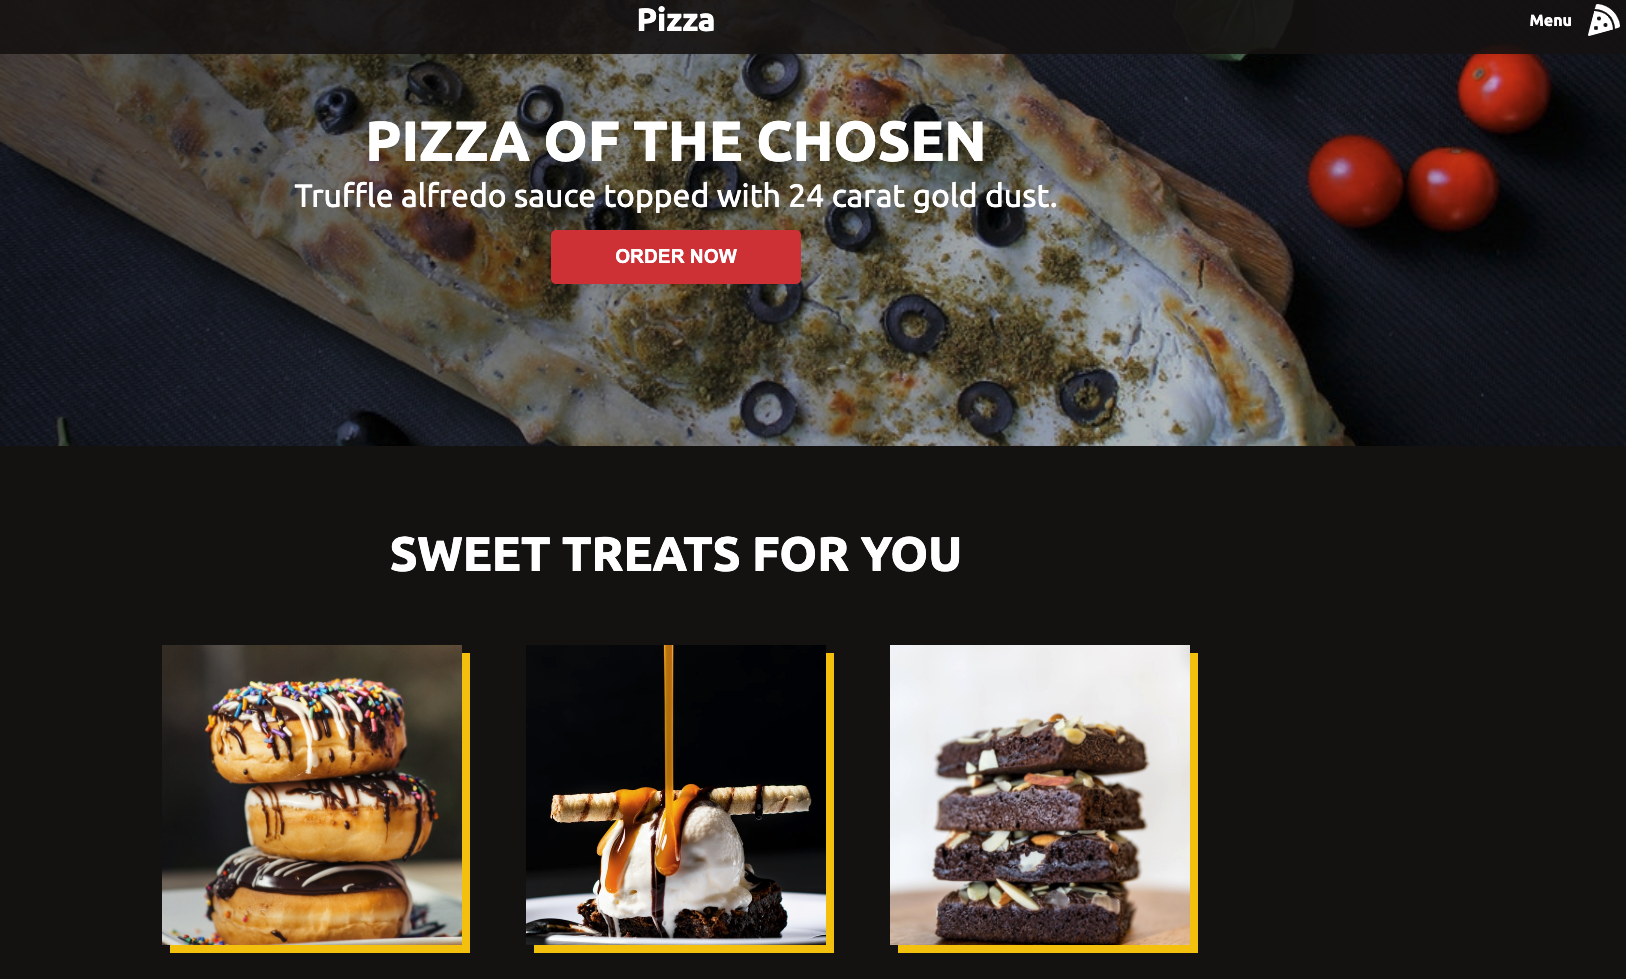 Pizza
Menu
PIZZA OF THE CHOSEN
Truffle alfredo sauce topped with 24 carat gold dust.
ORDER NOW
SWEET TREATS FOR YOU